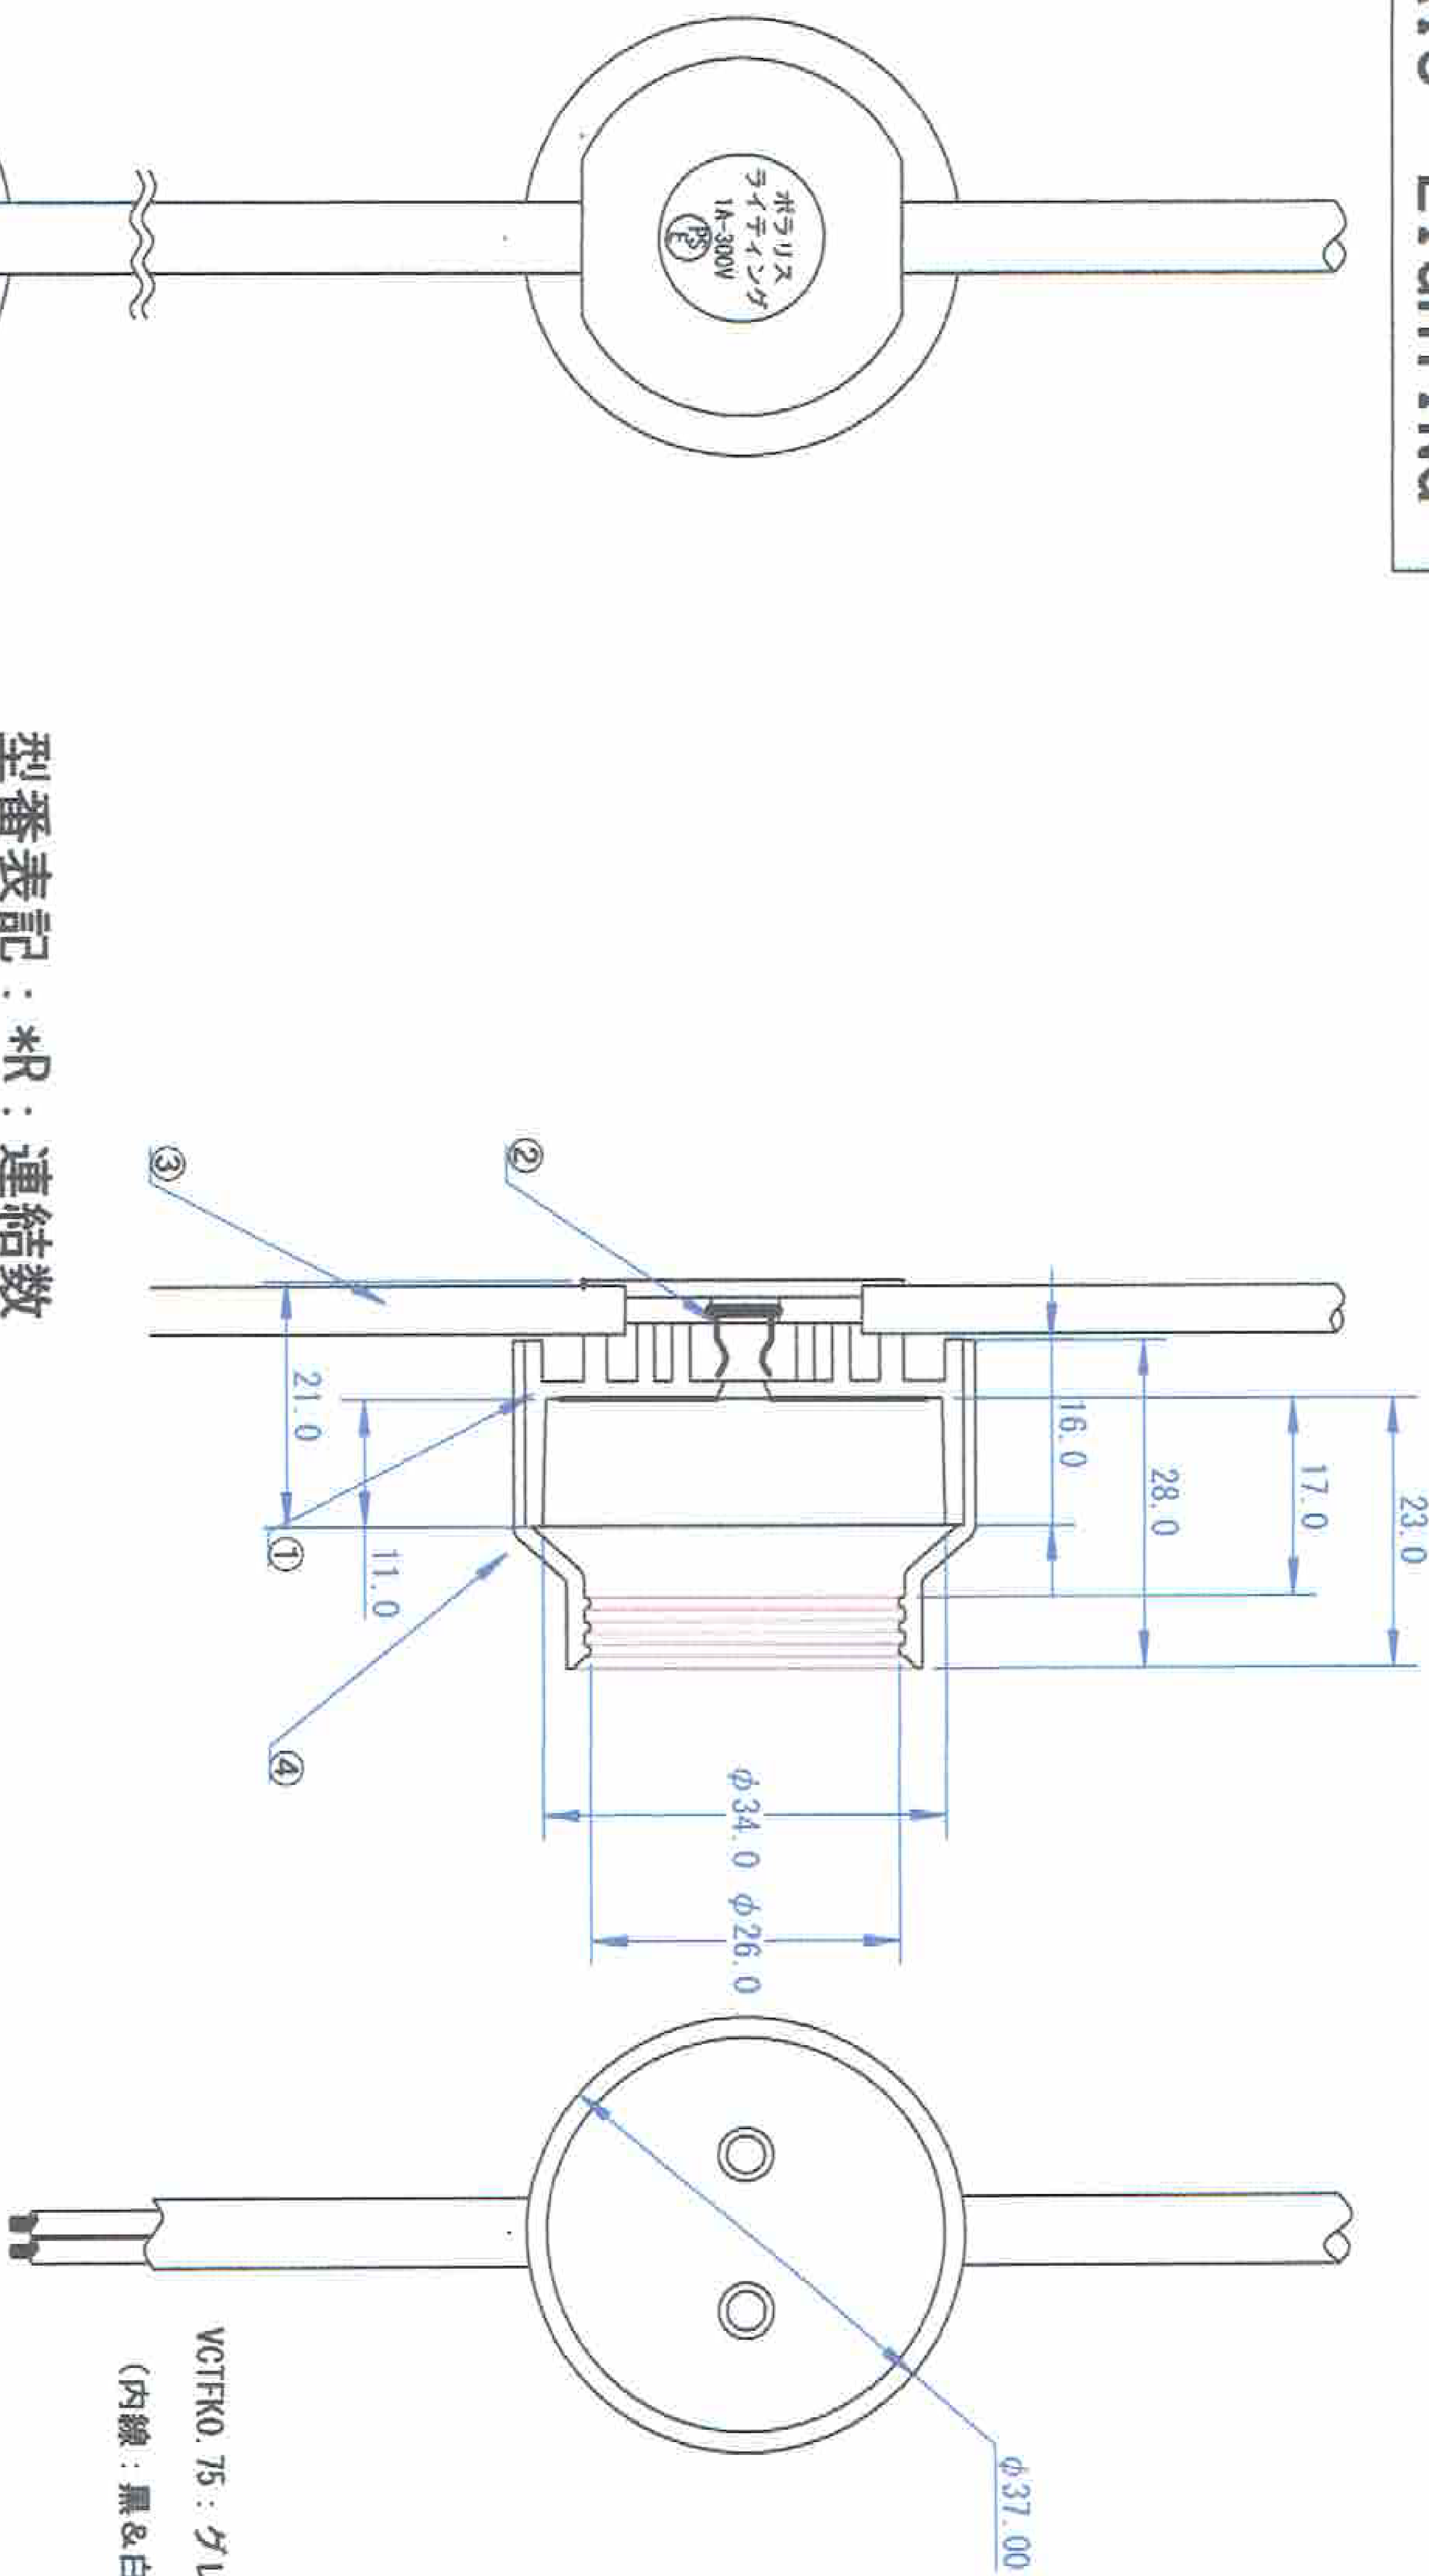 ポラリス
ライティング
1A-300V
PS
E
23.0
17.0
28.0
16.0
②
③
21.0
11.0
①
④
φ34.0
φ26.0
φ37.00
VCTFK0.75：グレ
(内線：黒&白
型番表記：*R：連結数